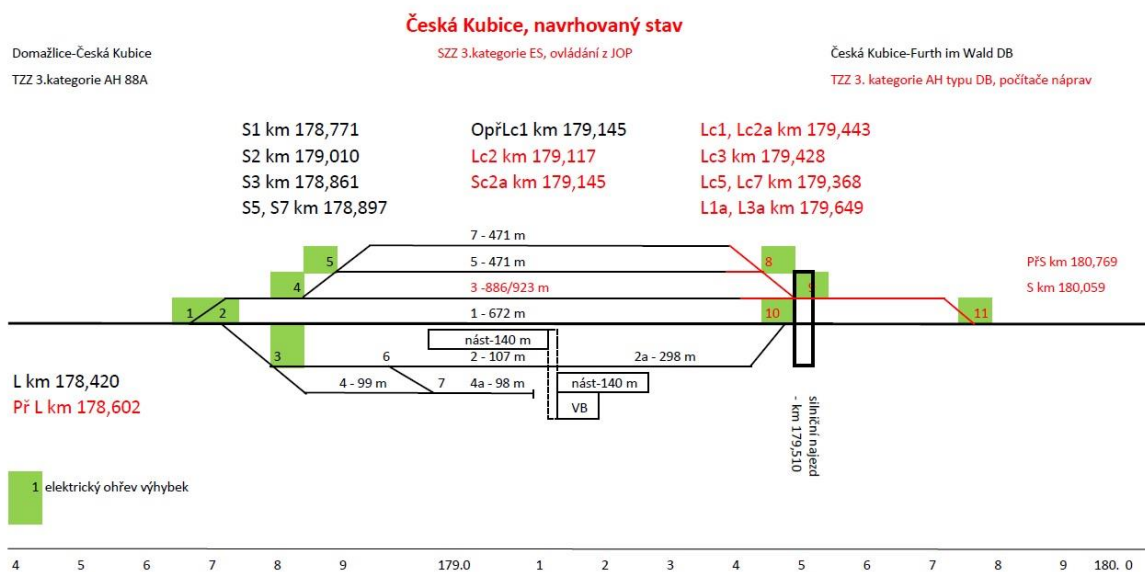 Česká Kubice, navrhovaný stav
Domažlice-Česká Kubice
SZZ 3.kategorie ES, ovládání z JOP
Česká Kubice-Furth im Wald DB
TZZ 3.kategorie AH 88A
TZZ 3. kategorie AH typu DB, počítače náprav
S1 km 178,771
OpřLc1 km 179,145
Lc1, Lc2a km 179,443
S2 km 179,010
Lc2 km 179,117
Lc3 km 179,428
S3 km 178,861
Sc2a km 179,145
Lc5, Lc7 km 179,368
S5, S7 km 178,897
L1a, L3a km 179,649
7 - 471 m
5
5 - 471 m
8
PřS km 180,769
4
3 -886/923 m
9
S km 180,059
1
2
1 - 672 m
10
11
nást-140 m
3
6
2 - 107 m
2a - 298 m
L km 178,420
4 - 99 m
7
4a - 98 m
nást-140 m
Př L km 178,602
VB
silniční najezd
- km 179,510
1 elektrický ohřev výhybek
4 5 6 7 8 9 179.0 1 2 3 4 5 6 7 8 9 180. 0